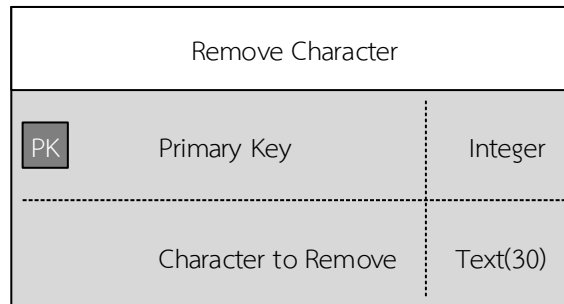 Remove Character
PK Primary Key Integer
Character to Remove Text(30)